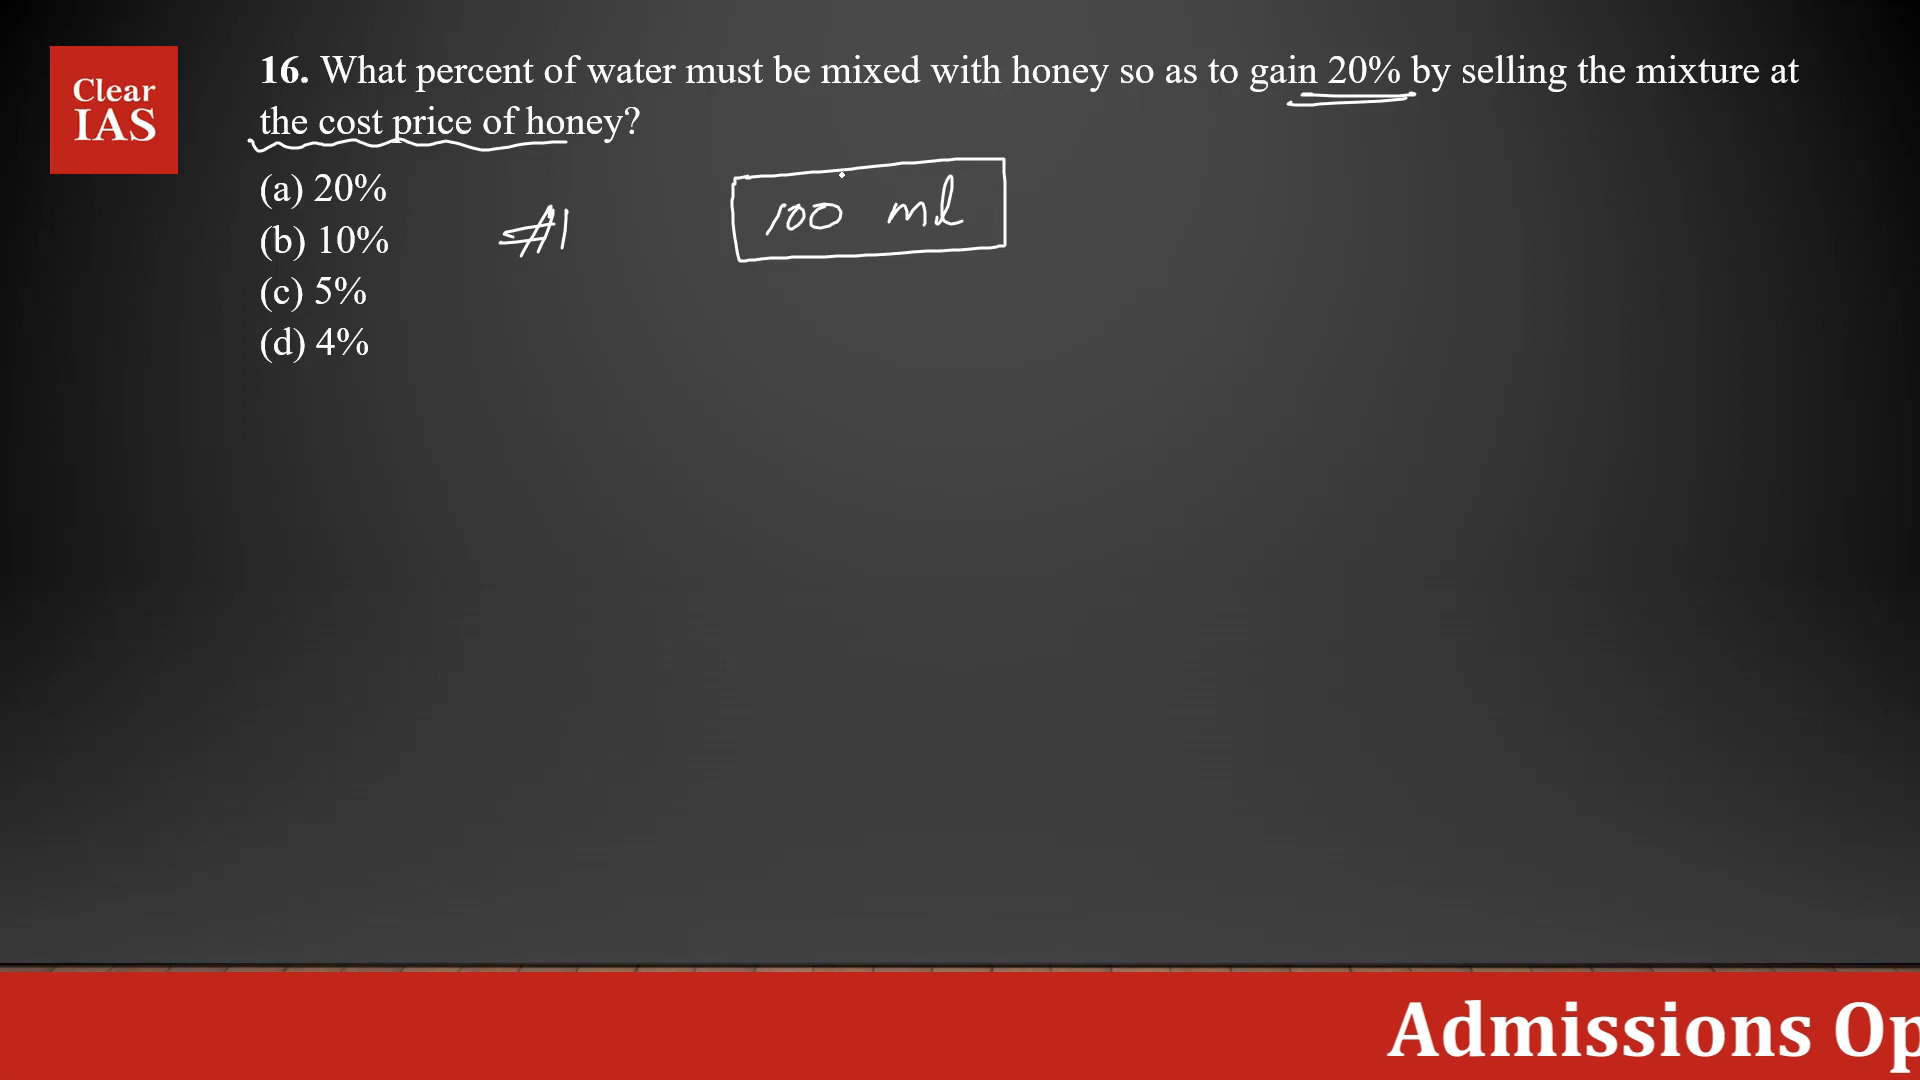 Clear
IAS
16. What percent of water must be mixed with honey so as to gain 20% by selling the mixture at
the cost price of honey?
(a) 20%
(b) 10%
(c) 5%
(d) 4%
#1
100 ml
Admissions Op